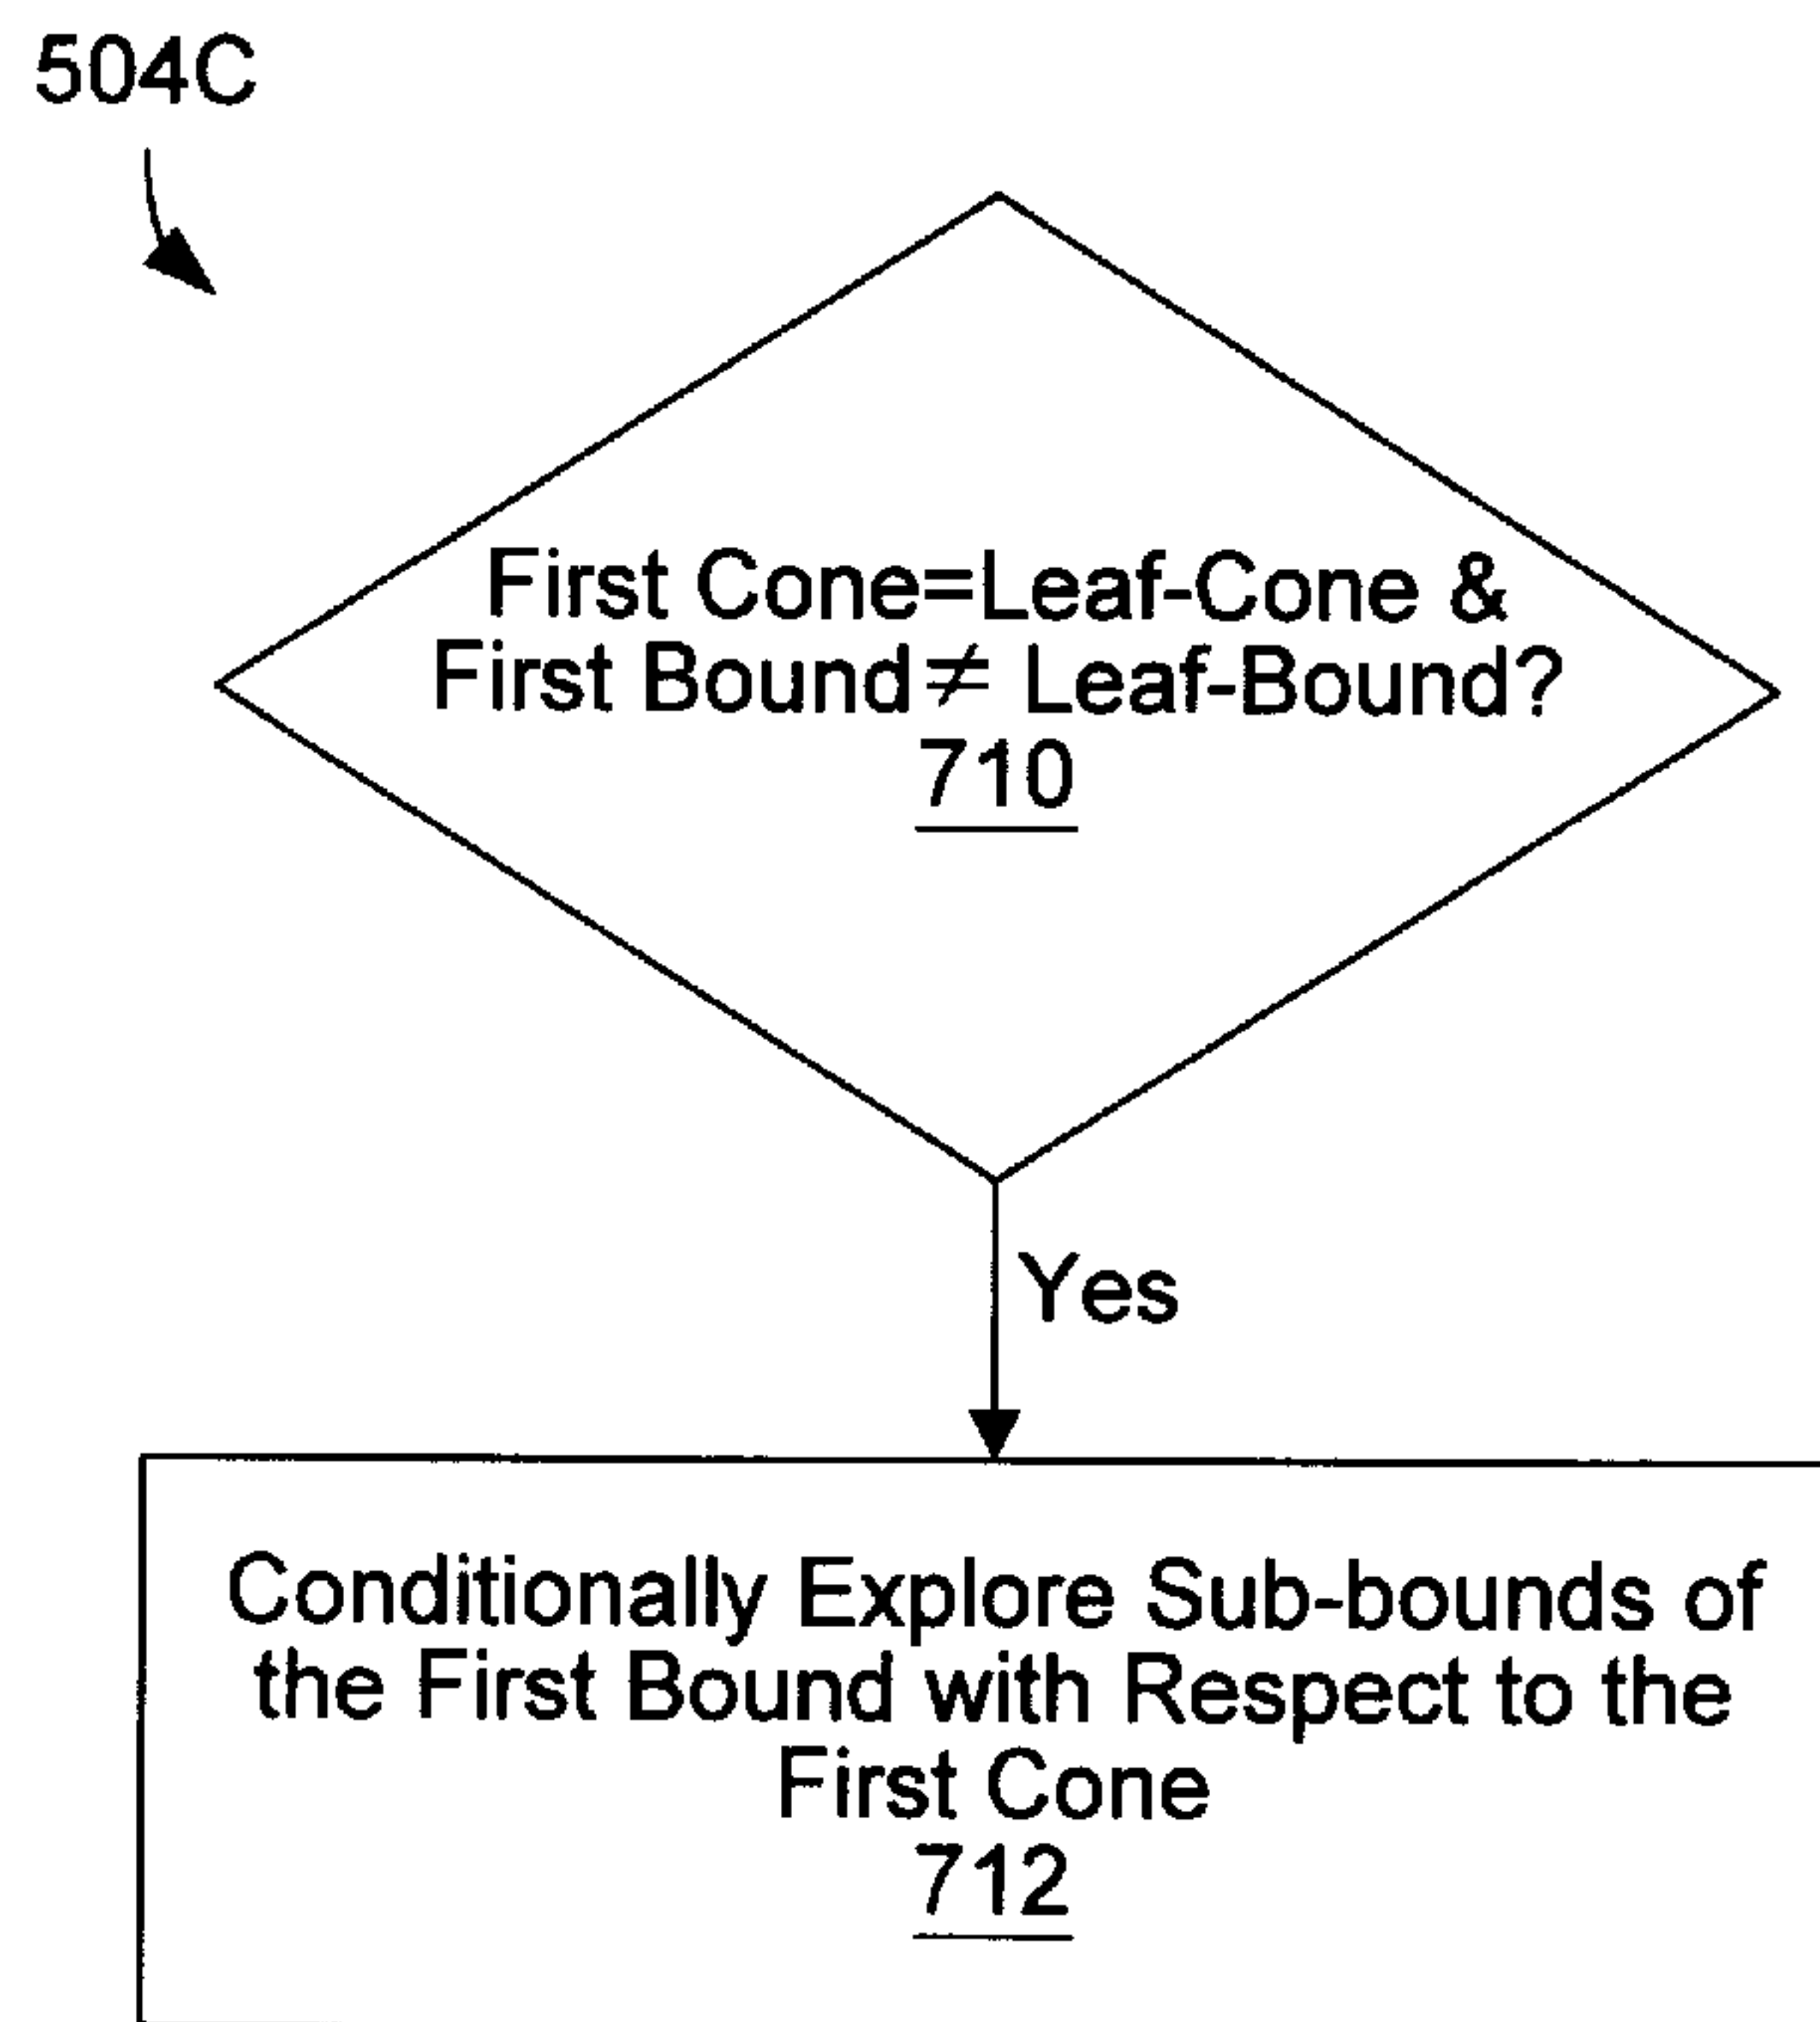 504C
First Cone=Leaf-Cone &
First Bound≠ Leaf-Bound?
710
Yes
Conditionally Explore Sub-bounds of
the First Bound with Respect to the
First Cone
712